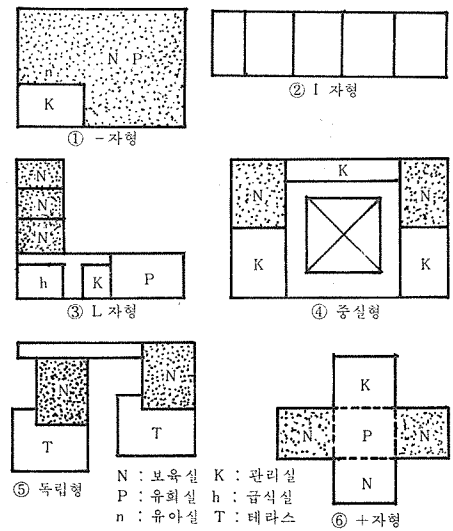 N P
n
K
① -자형
② I 자형
N
N
N
h
K
P
③ L 자형
K
N
N
K
K
④ 중실형
N
N
T
T
⑤ 독립형
K
N
P
N
N
⑥ +자형
N : 보육실 K : 관리실
P : 유희실 h : 급식실
n : 유아실 T : 테라스